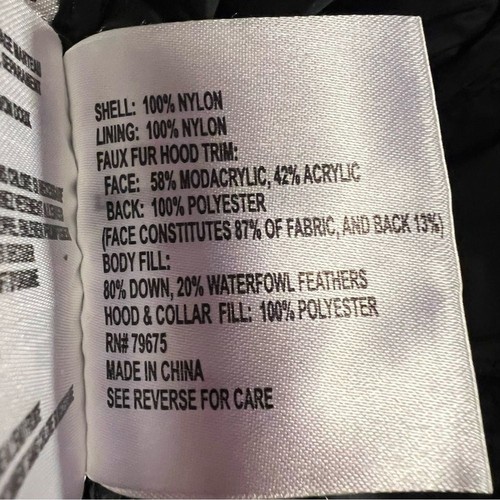 SHELL: 100% NYLON
LINING: 100% NYLON
FAUX FUR HOOD TRIM:
FACE: 58% MODACRYLIC, 42% ACRYLIC
BACK: 100% POLYESTER
(FACE CONSTITUTES 87% OF FABRIC, AND BACK 13%)
BODY FILL:
80% DOWN, 20% WATERFOWL FEATHERS
HOOD & COLLAR FILL: 100% POLYESTER
RN# 79675
MADE IN CHINA
SEE REVERSE FOR CARE